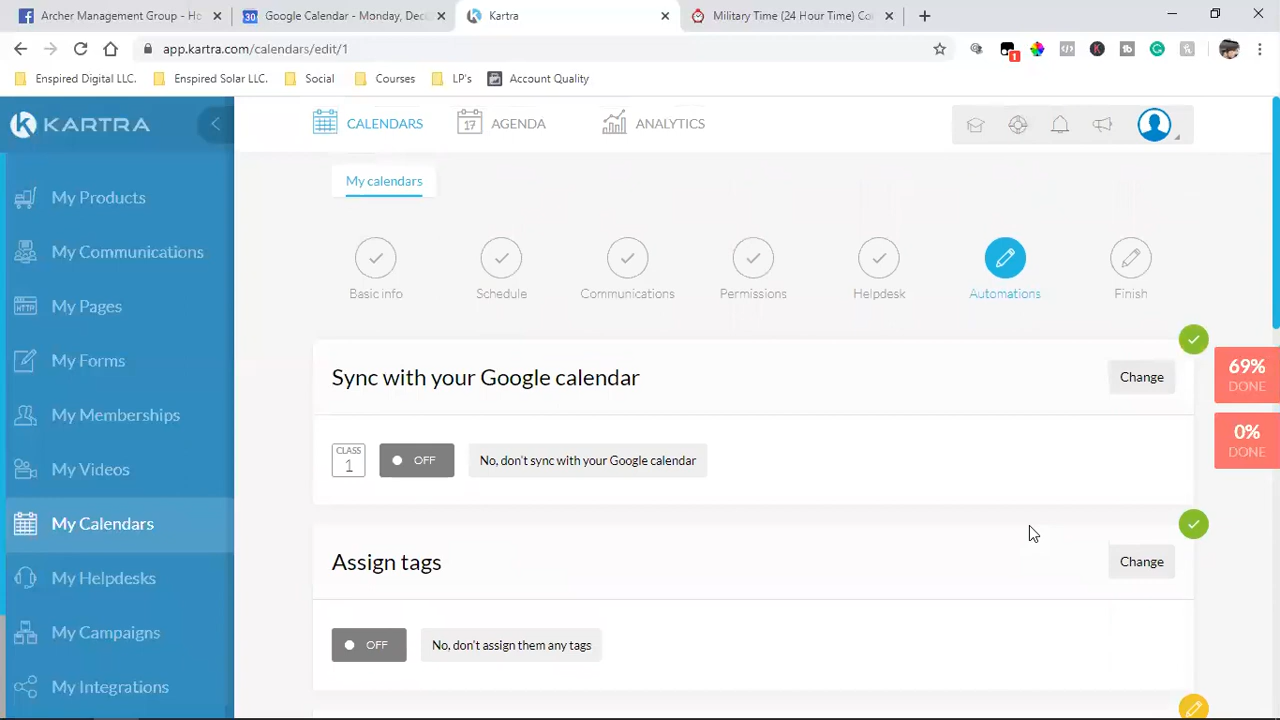 Archer Management Group - Ho
Google Calendar - Monday, Dec
Kartra
Military Time (24 Hour Time) Co
app.kartra.com/calendars/edit/1
1
Enspired Digital LLC.
Enspired Solar LLC.
Social
Courses
LP's
Account Quality
KARTRA
CALENDARS
17
AGENDA
ANALYTICS
My calendars
My Products
My Communications
HTTP
My Pages
My Forms
My Memberships
My Videos
My Calendars
My Helpdesks
My Campaigns
My Integrations
Basic info
Schedule
Communications
Permissions
Helpdesk
Automations
Finish
Sync with your Google calendar
Change
CLASS
1
OFF
No, don't sync with your Google calendar
Assign tags
Change
OFF
No, don't assign them any tags
69%
DONE
0%
DONE